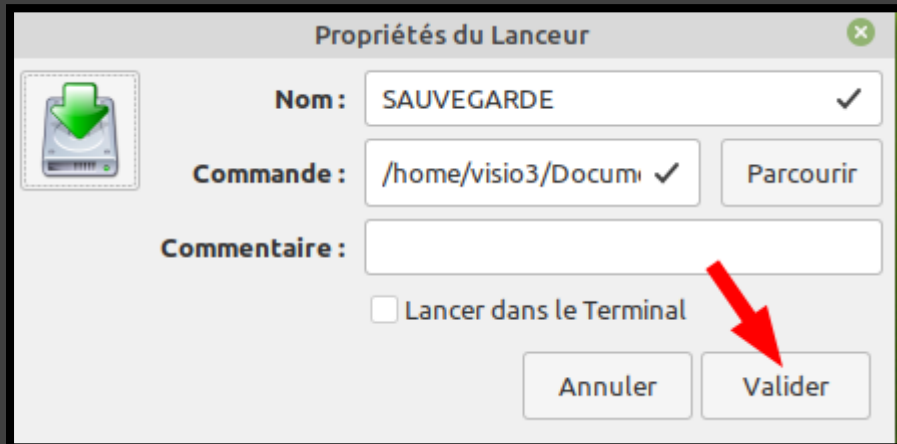 Propriétés du Lanceur
Nom : SAUVEGARDE
Commande : /home/visio3/Docum Parcourir
Commentaire :
Lancer dans le Terminal
Annuler Valider